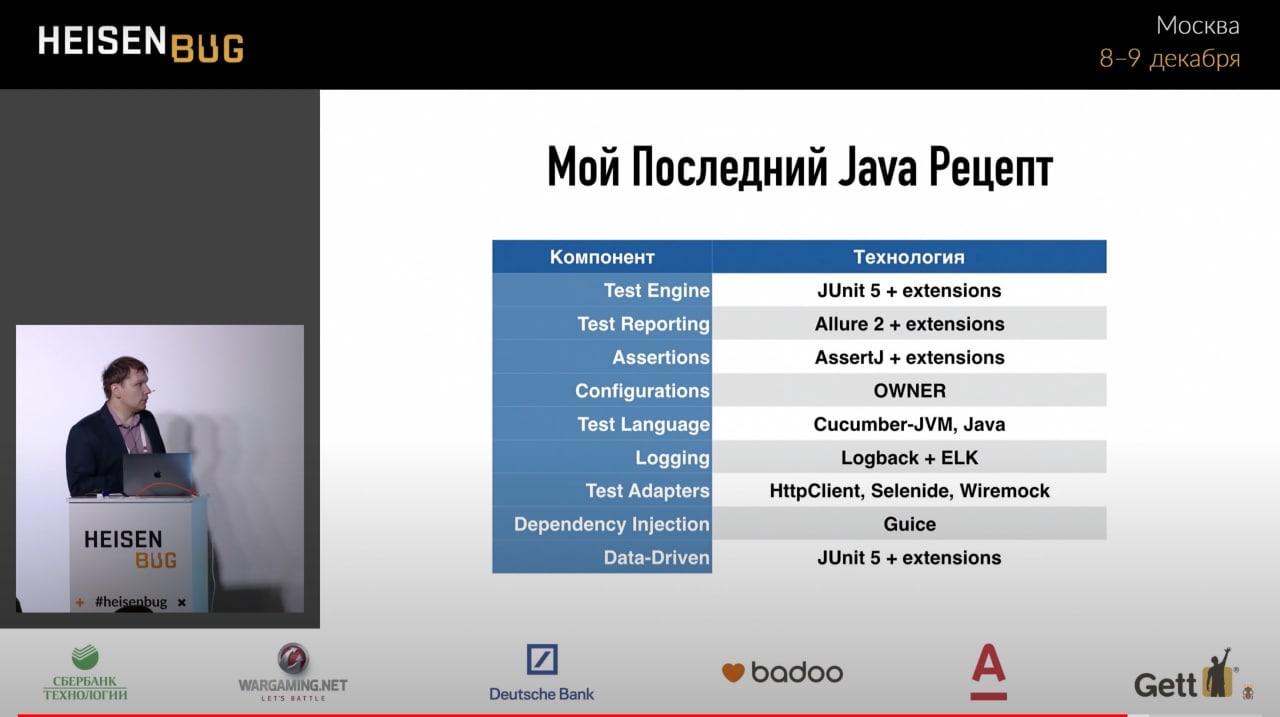 HEISENBUG
Москва
8–9 декабря
Мой Последний Java Рецепт
Компонент Технология
Test Engine JUnit 5 + extensions
Test Reporting Allure 2 + extensions
Assertions AssertJ + extensions
Configurations OWNER
Test Language Cucumber-JVM, Java
Logging Logback + ELK
Test Adapters HttpClient, Selenide, Wiremock
Dependency Injection Guice
Data-Driven JUnit 5 + extensions
HEISEN
BUG
+ #heisenbug ×
СБЕРБАНК
ТЕХНОЛОГИИ
WARGAMING.NET
LET'S BATTLE
Deutsche Bank
badoo
А
Gett